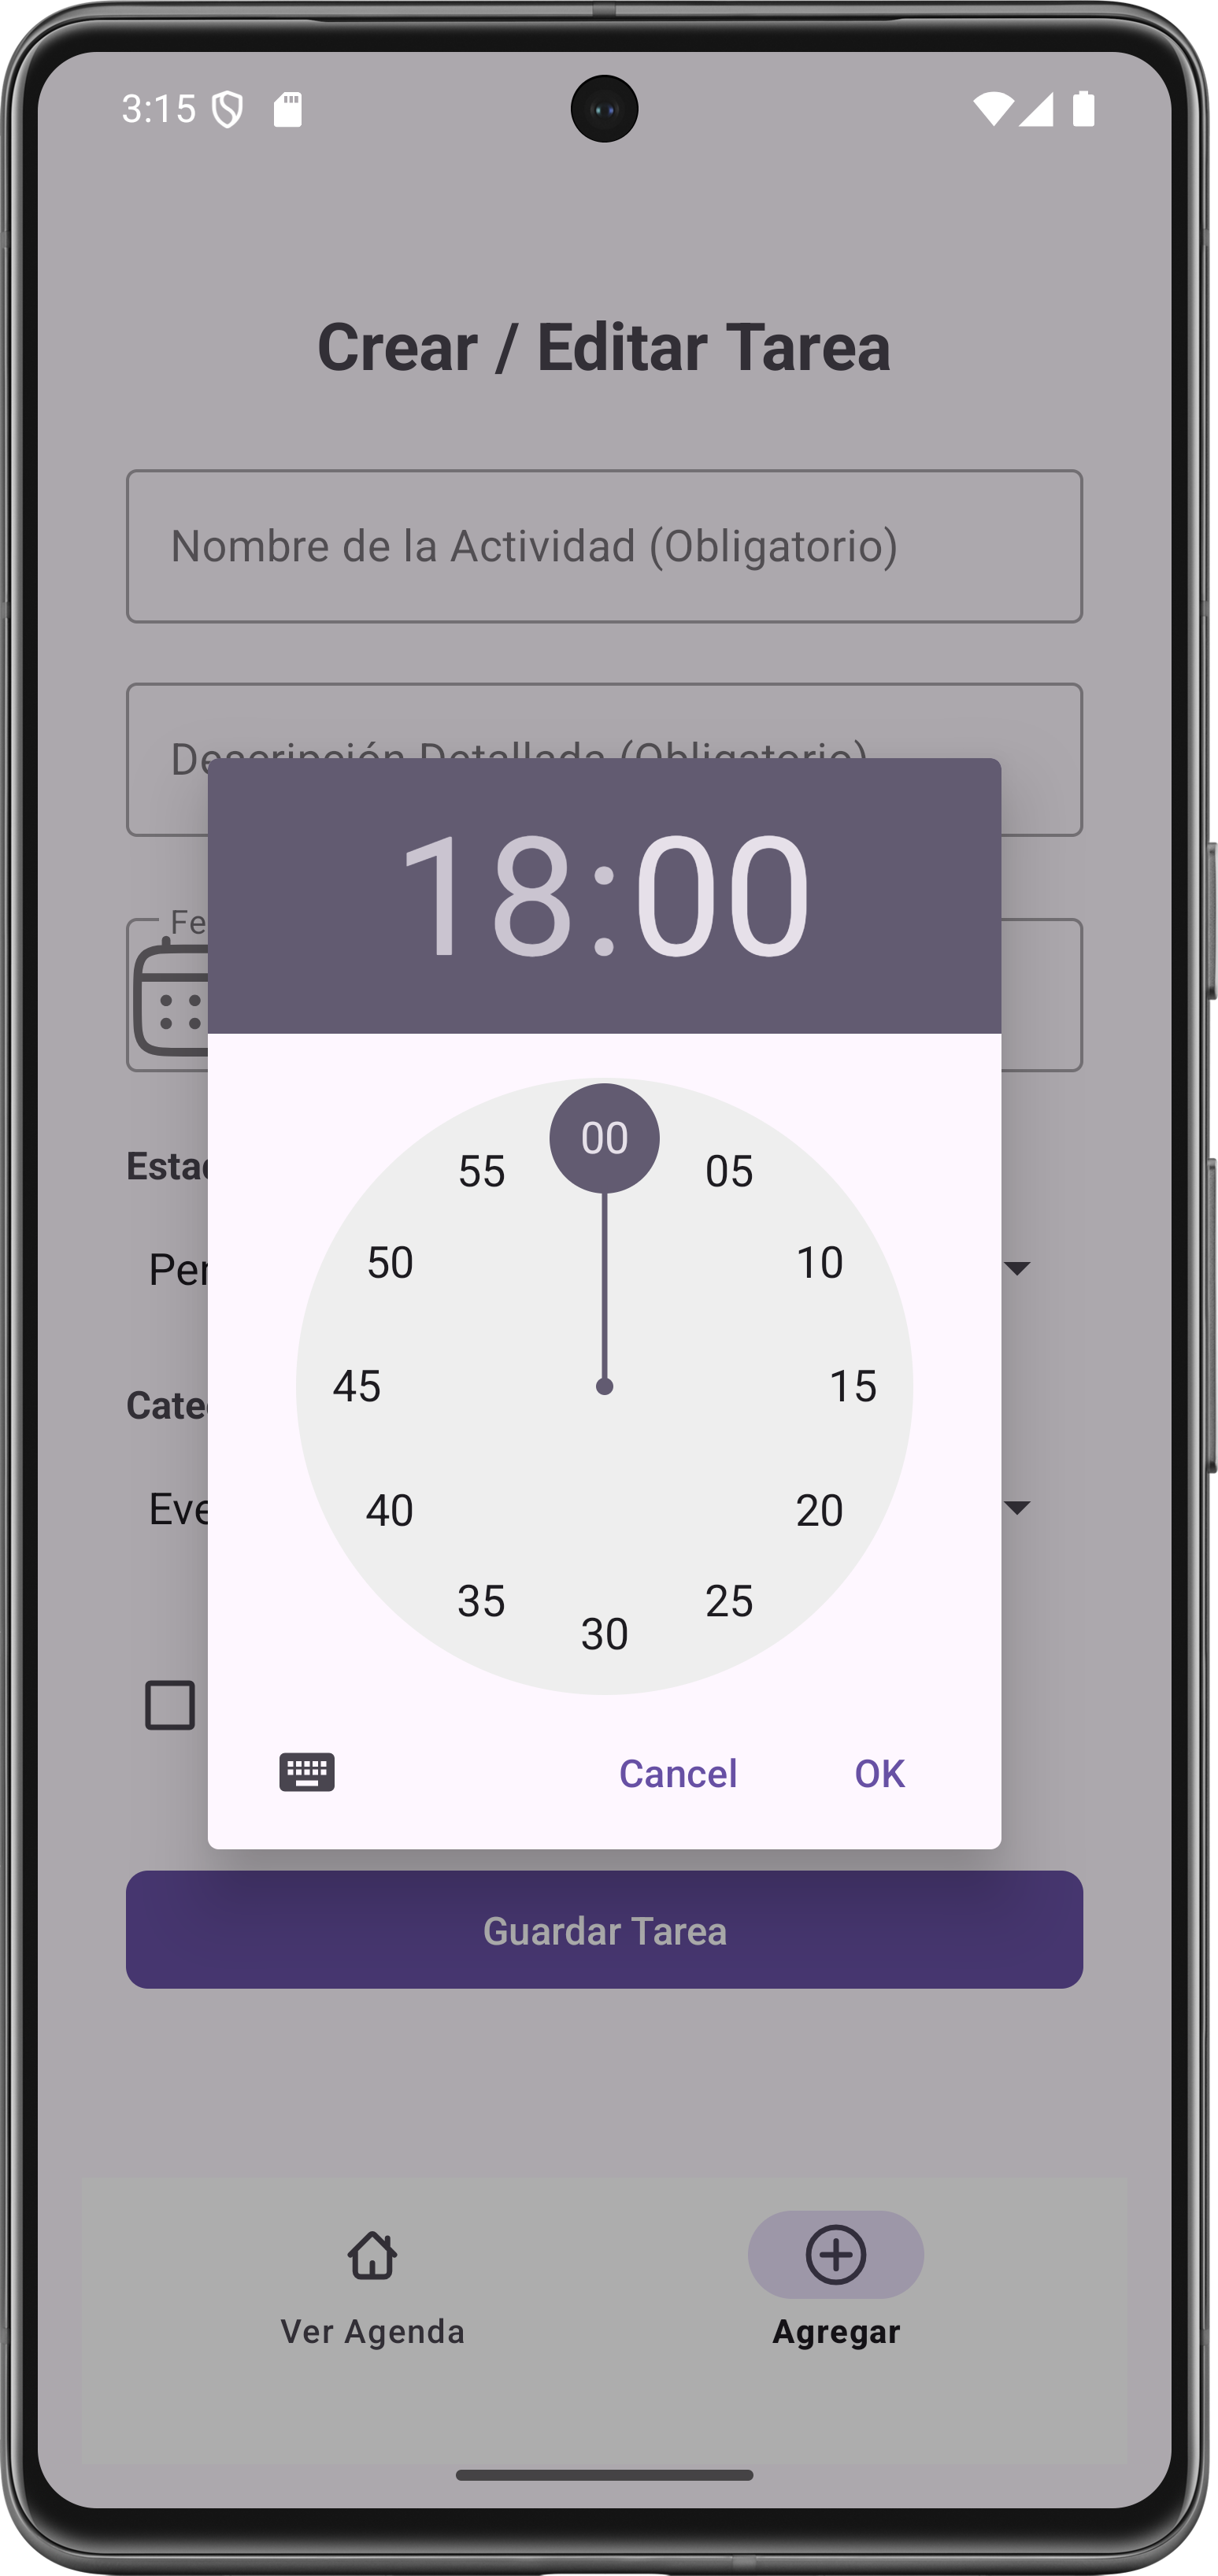 3:15
Crear / Editar Tarea
Nombre de la Actividad (Obligatorio)
Descripción Detallada (Obligatorio)
18:00
Fe
00
55
05
Esta
50
10
Per
45
15
Cate
40
20
Eve
35
25
30
Cancel
OK
Guardar Tarea
Ver Agenda
Agregar